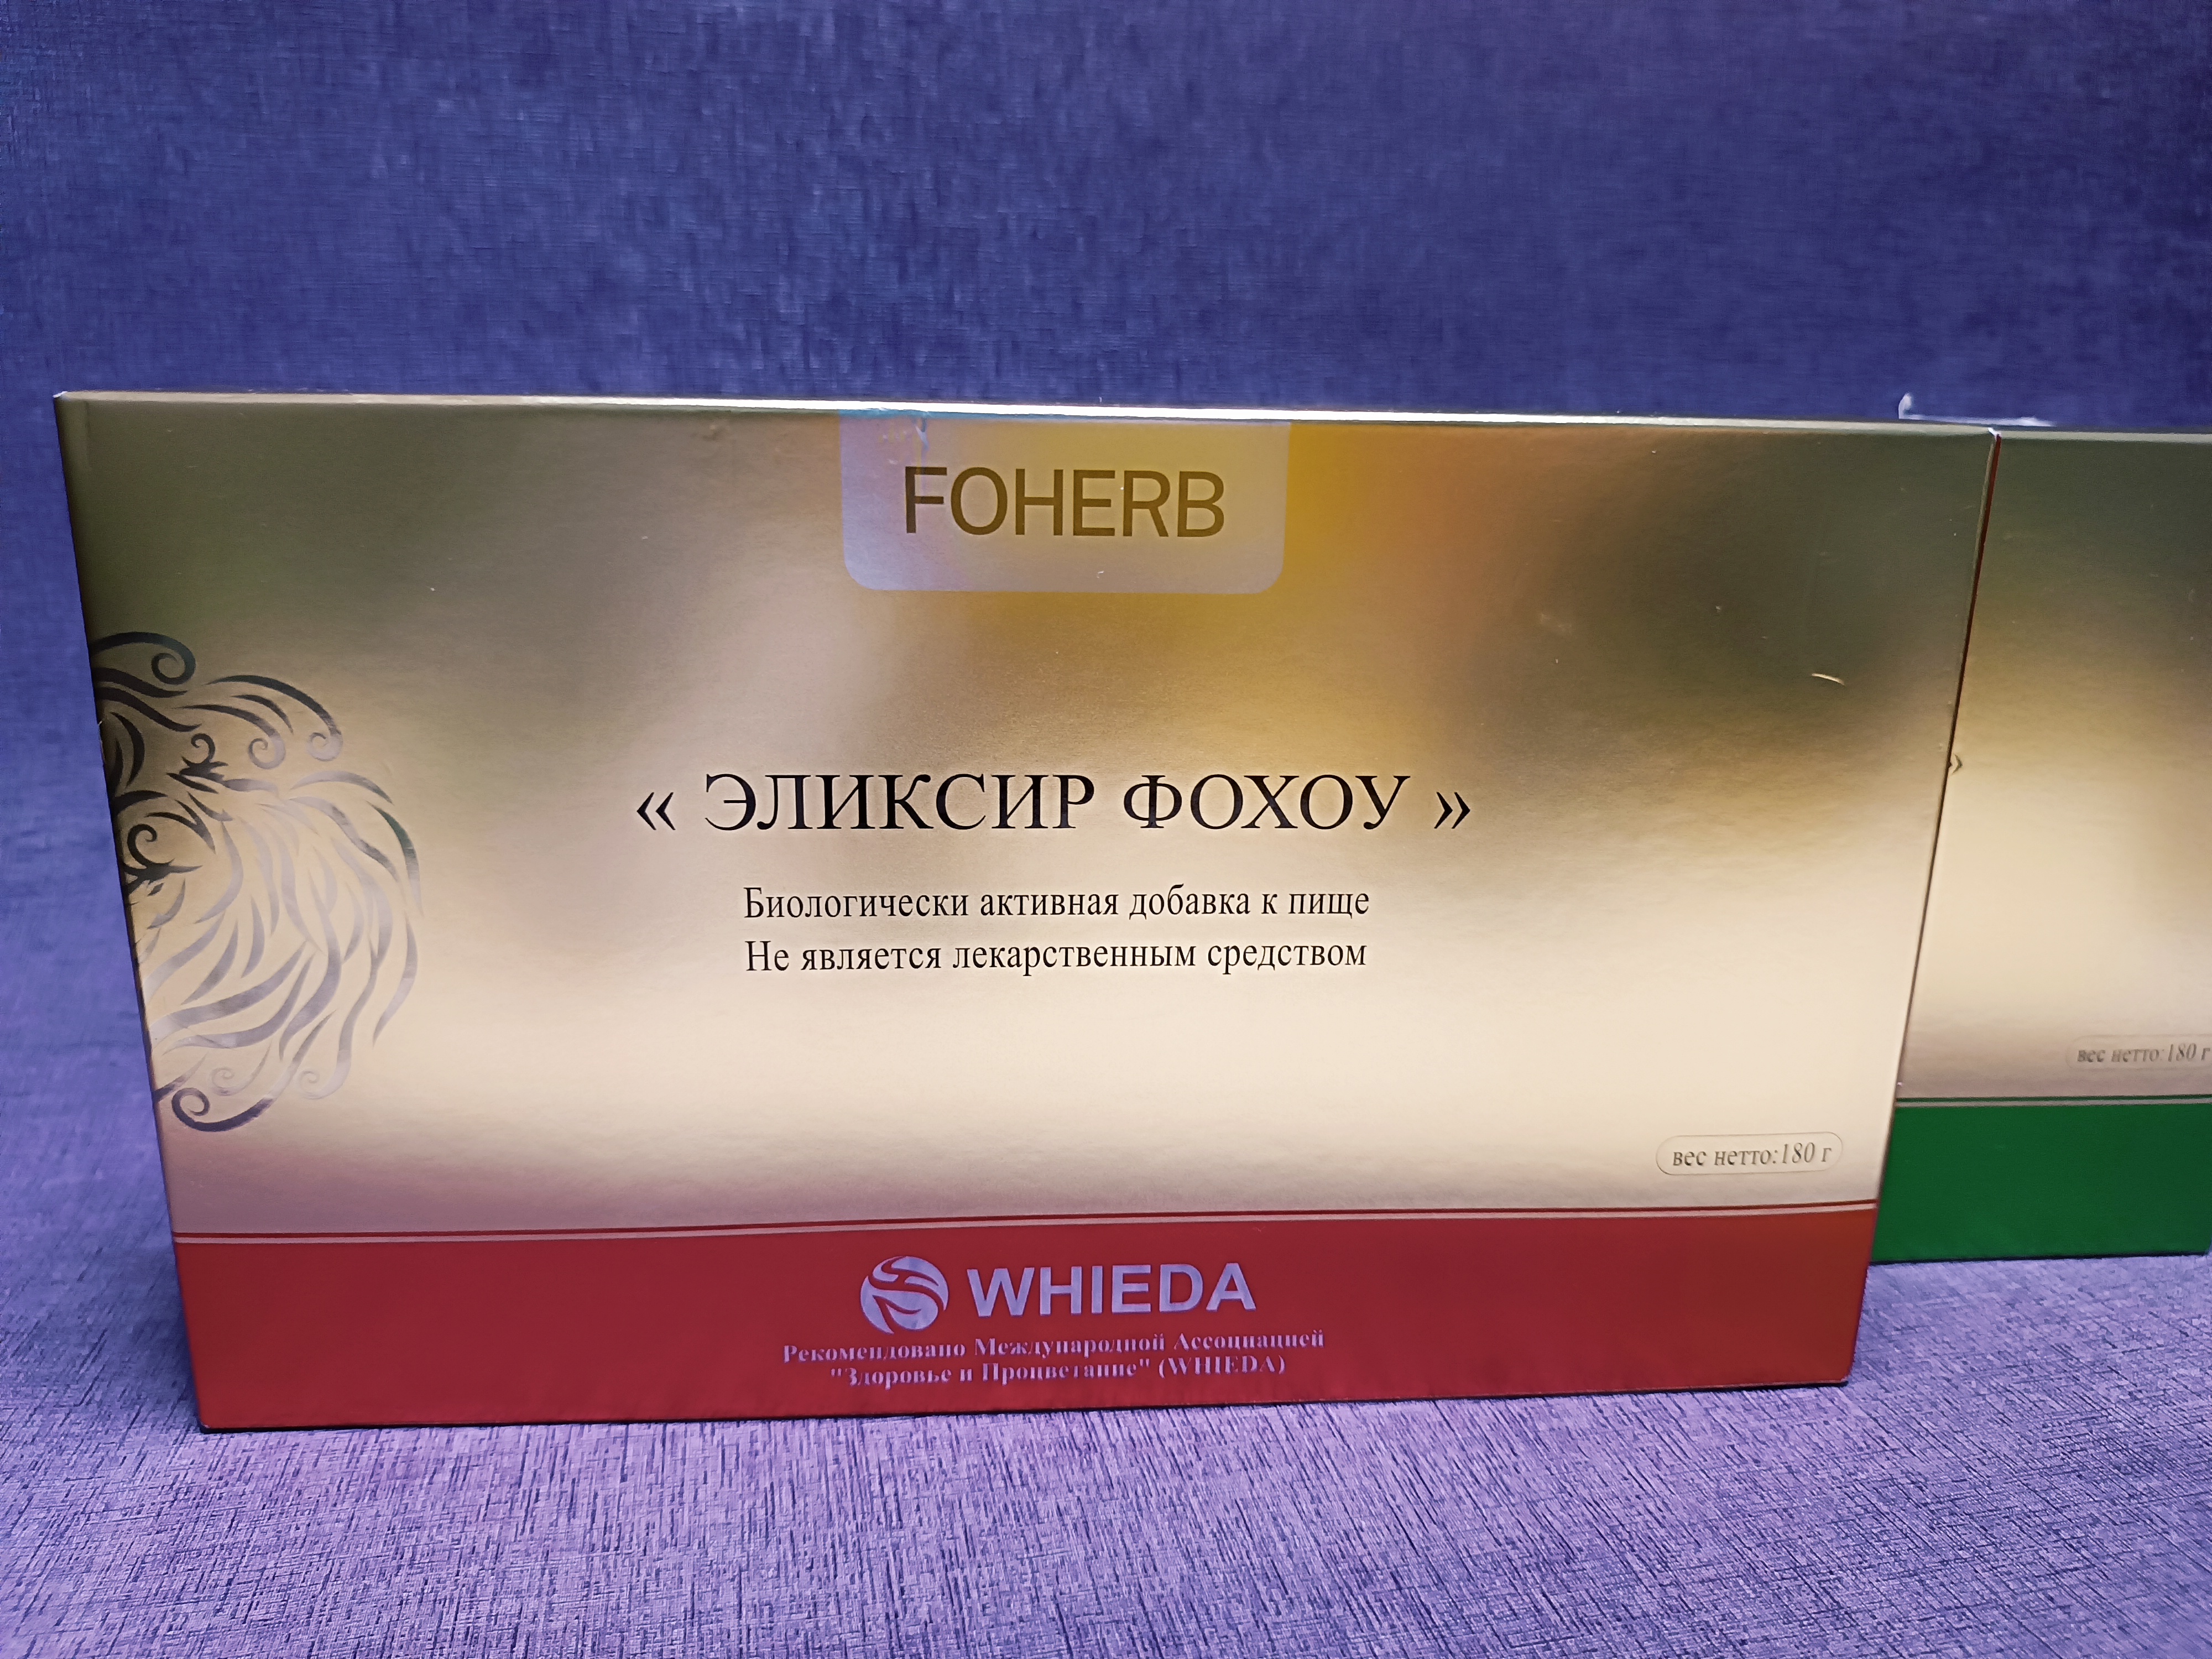 FOHERB
« ЭЛИКСИР ФОХОУ »
Биологически активная добавка к пище
Не является лекарственным средством
вес нетто:180 г
WHIEDA
Рекомендовано Международной Ассоциацией
"Здоровье и Процветание" (WHIEDA)
»
вес нетто:180 г